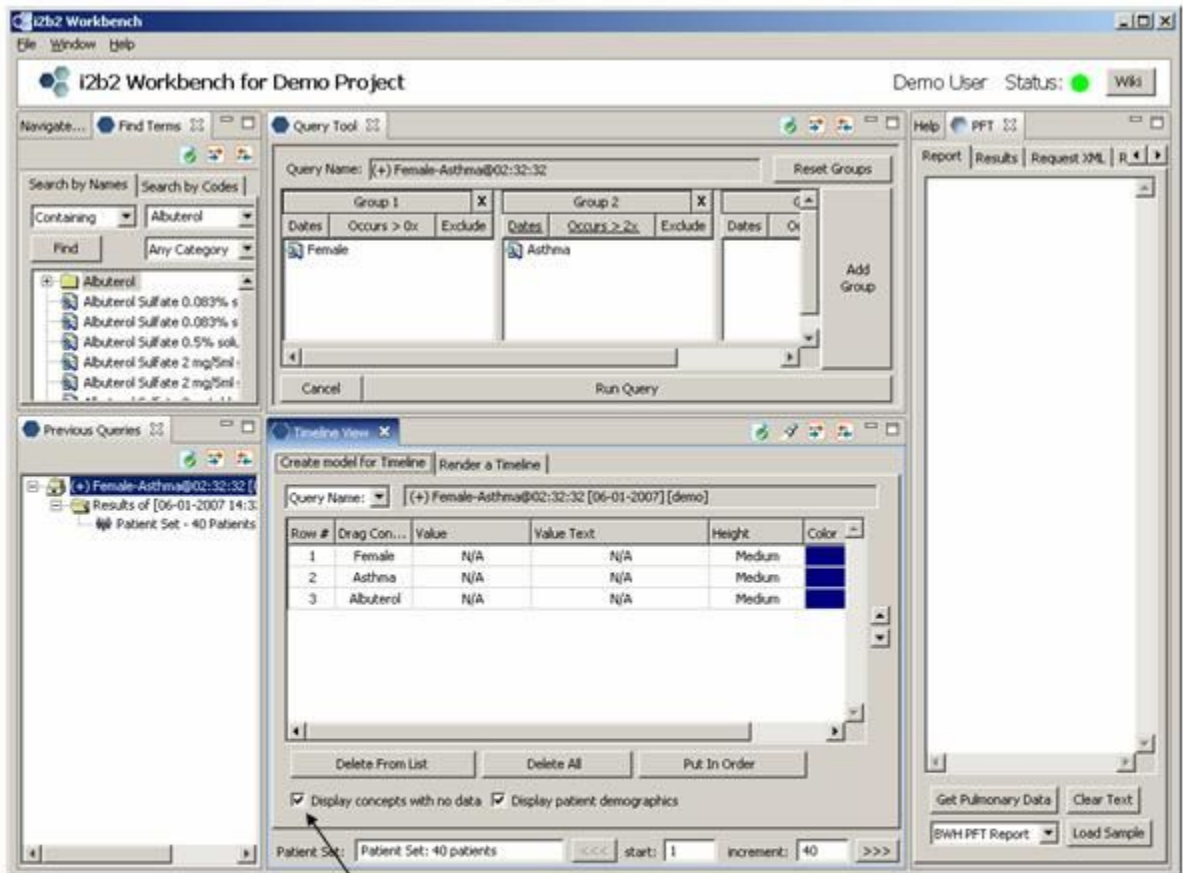 i2b2 Workbench
File Window Help
i2b2 Workbench for Demo Project
Demo User Status: Wiki
Navigate... Find Terms
Search by Names Search by Codes
Containing Albuterol
Find Any Category
Albuterol
Albuterol Sulfate 0.083% s
Albuterol Sulfate 0.083% s
Albuterol Sulfate 0.5% solu
Albuterol Sulfate 2 mg/5ml
Albuterol Sulfate 2 mg/5ml
Query Tool
Query Name: (+) Female-Asthma@02:32:32 Reset Groups
Group 1 X Group 2 X G
Dates Occurs > 0x Exclude Dates Occurs > 2x Exclude Dates Oc
Female Asthma
Add Group
Cancel Run Query
Help PFT
Report Results Request XML R
Get Pulmonary Data Clear Text
BWH PFT Report Load Sample
Previous Queries
(+) Female-Asthma@02:32:32 [
Results of [06-01-2007 14:3
Patient Set - 40 Patients
Timeline View
Create model for Timeline Render a Timeline
Query Name: (+) Female-Asthma@02:32:32 [06-01-2007] [demo]
Row # Drag Con... Value Value Text Height Color
1 Female N/A N/A Medium
2 Asthma N/A N/A Medium
3 Albuterol N/A N/A Medium
Delete From List Delete All Put In Order
Display concepts with no data Display patient demographics
Patient Set: Patient Set: 40 patients <<< start: 1 increment: 40 >>>